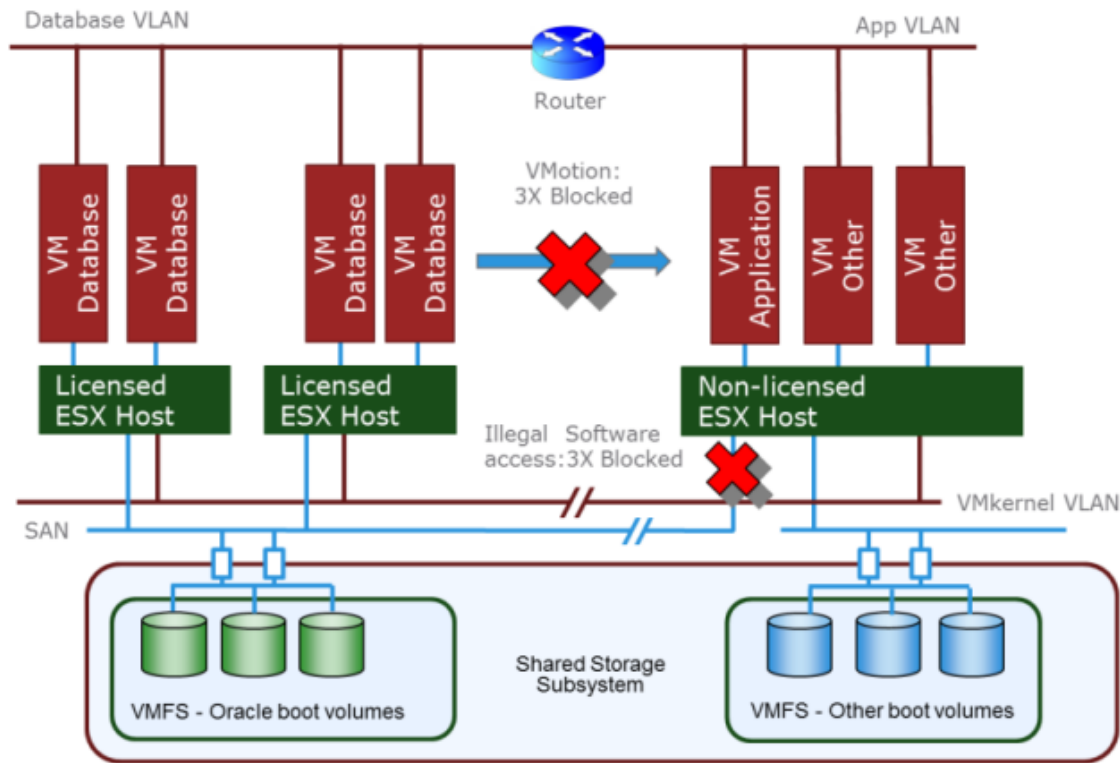 Database VLAN
App VLAN
Router
VMotion:
3X Blocked
VM
Database
VM
Database
VM
Database
VM
Database
VM
Application
VM
Other
VM
Other
Licensed
ESX Host
Licensed
ESX Host
Non-licensed
ESX Host
Illegal Software
access:3X Blocked
VMkernel VLAN
SAN
Shared Storage
Subsystem
VMFS - Oracle boot volumes
VMFS - Other boot volumes